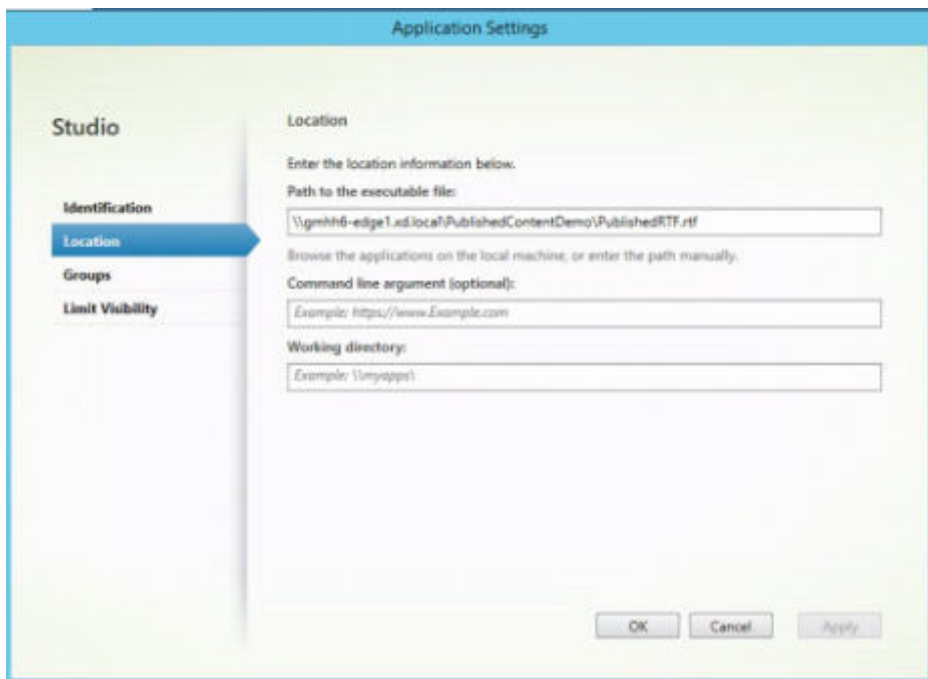 Application Settings
Studio
Identification
Location
Groups
Limit Visibility
Location
Enter the location information below.
Path to the executable file:
\\gmhh6-edge1.xd.local\PublishedContentDemo\PublishedRTF.rtf
Browse the applications on the local machine, or enter the path manually.
Command line argument (optional):
Example: https://www.Example.com
Working directory:
Example: \\myapps\
OK Cancel Apply